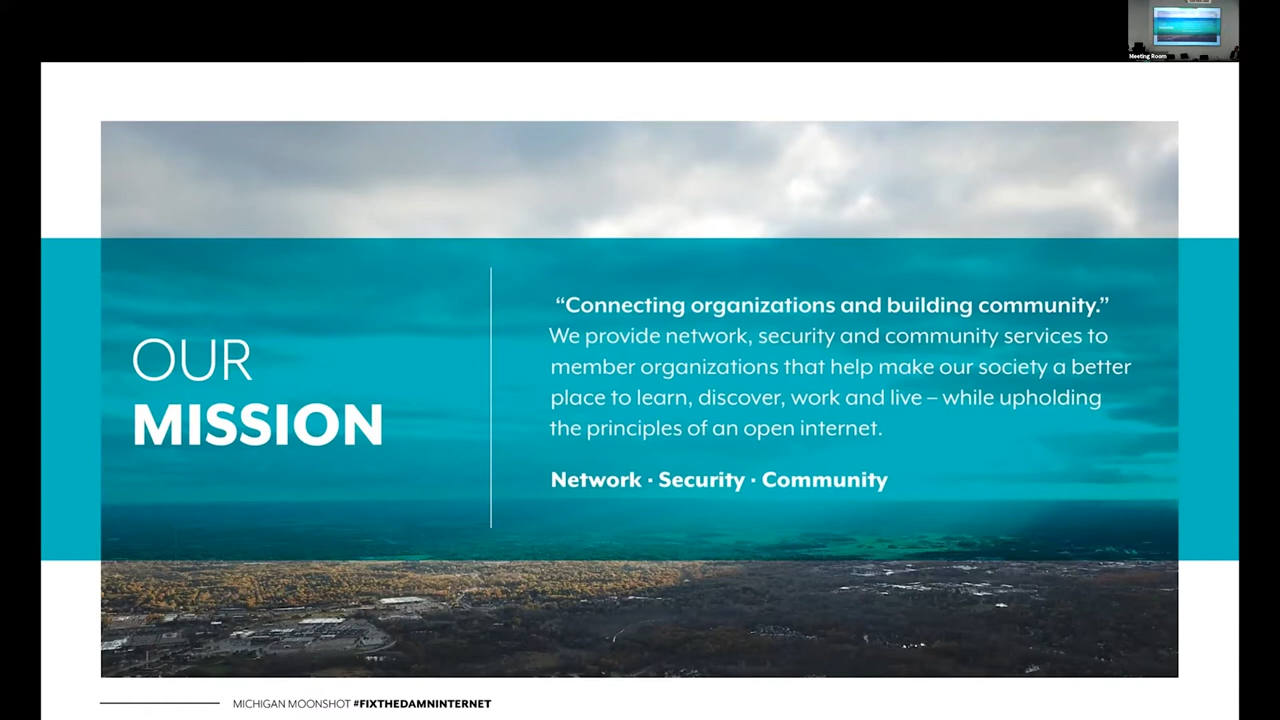 Meeting Room
OUR
MISSION
“Connecting organizations and building community.”
We provide network, security and community services to
member organizations that help make our society a better
place to learn, discover, work and live – while upholding
the principles of an open internet.
Network · Security · Community
MICHIGAN MOONSHOT #FIXTHEDAMNINTERNET